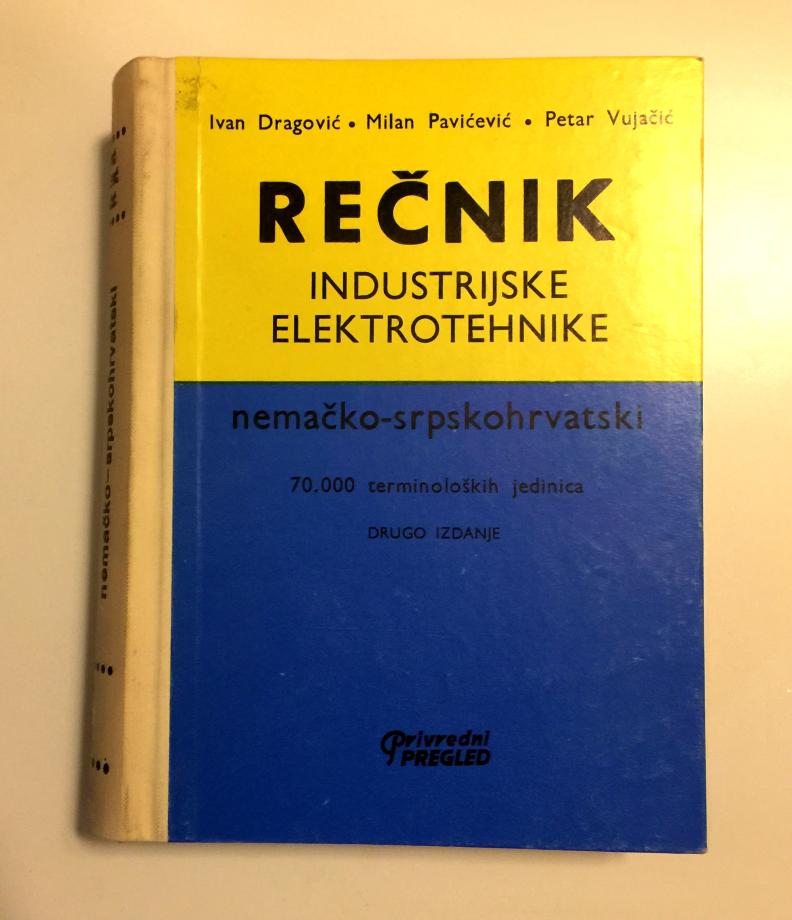 Ivan Dragović • Milan Pavićević • Petar Vujačić
REČNIK
INDUSTRIJSKE
ELEKTROTEHNIKE
nemačko-srpskohrvatski
70.000 terminoloških jedinica
DRUGO IZDANJE
Privredni
PREGLED
nemačko–srpskohrvatski